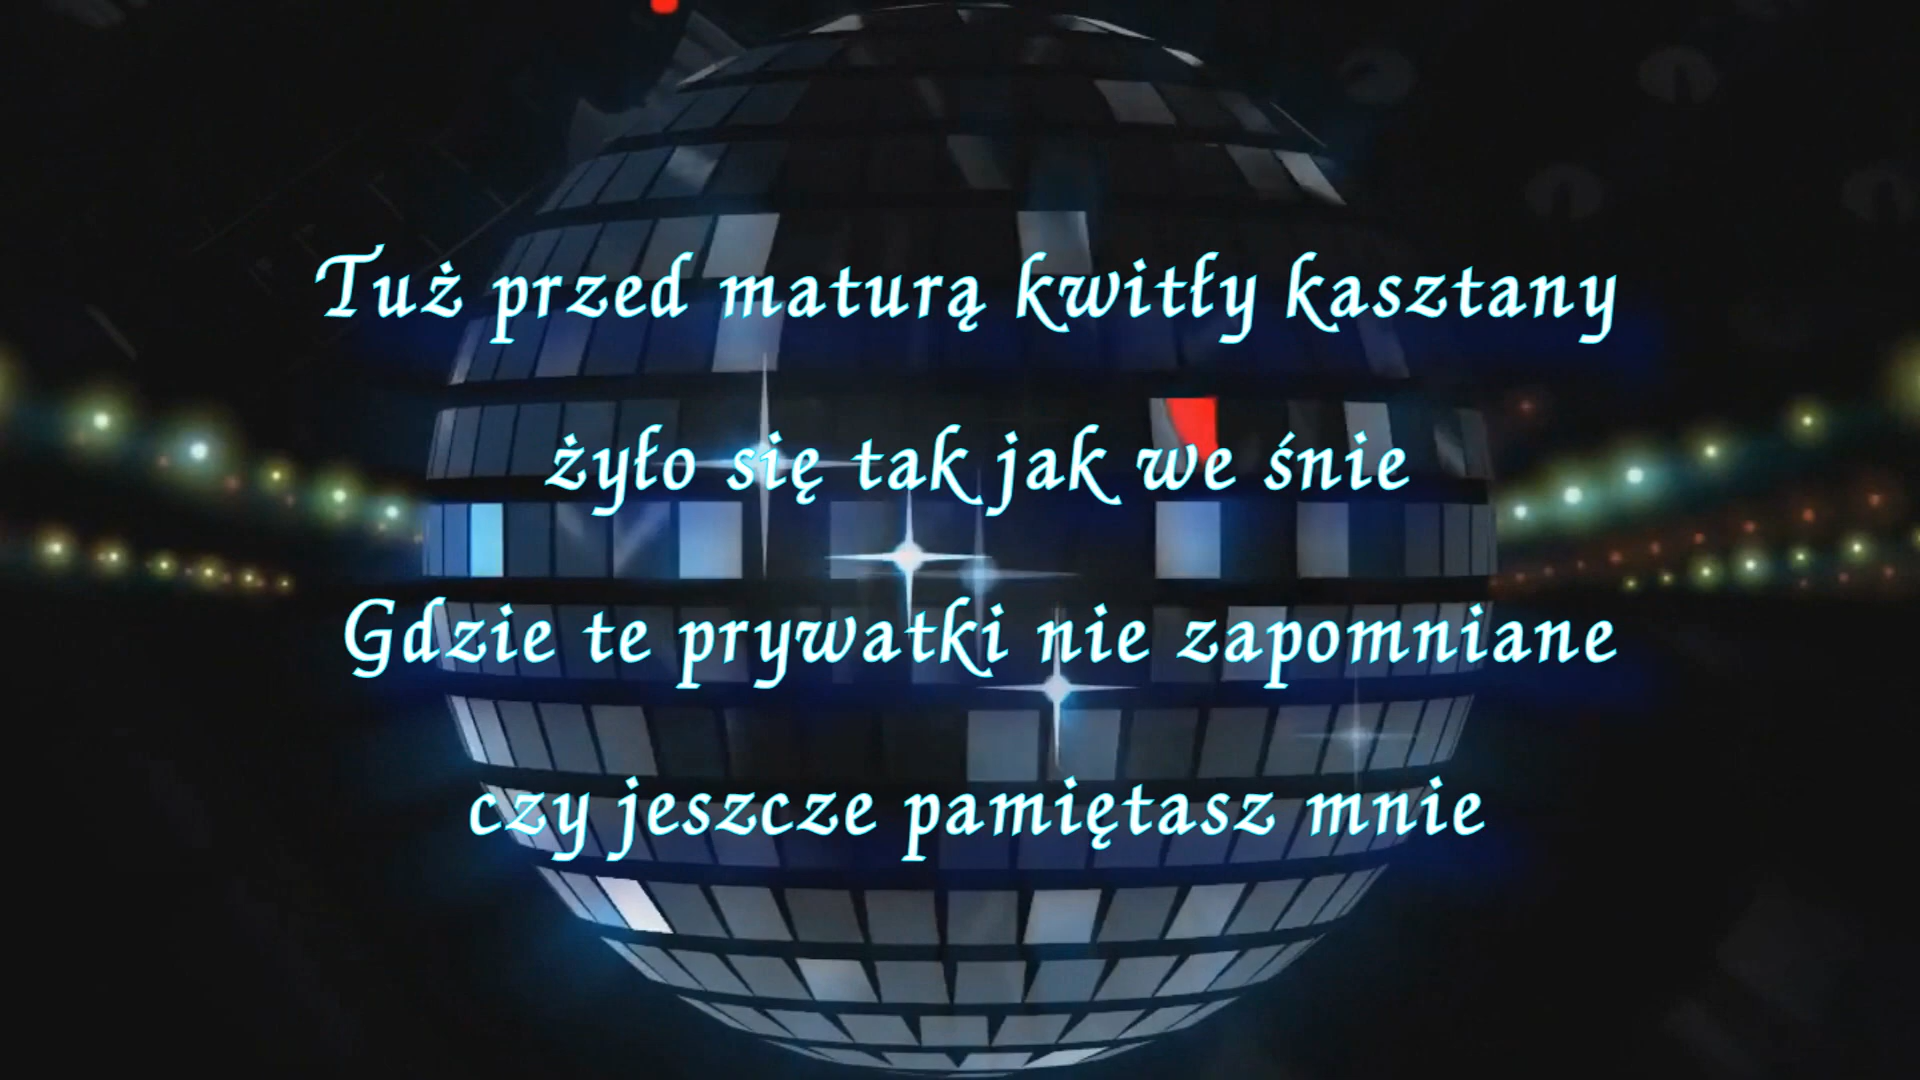 Tuż przed maturą kwitły kasztany
żyło się tak jak we śnie
Gdzie te prywatki nie zapomniane
czy jeszcze pamiętasz mnie